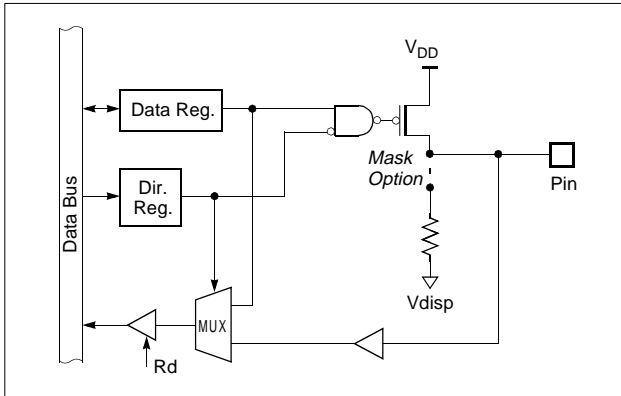 VDD
Data Reg.
Mask
Option
Pin
Dir.
Reg.
Data Bus
Vdisp
MUX
Rd